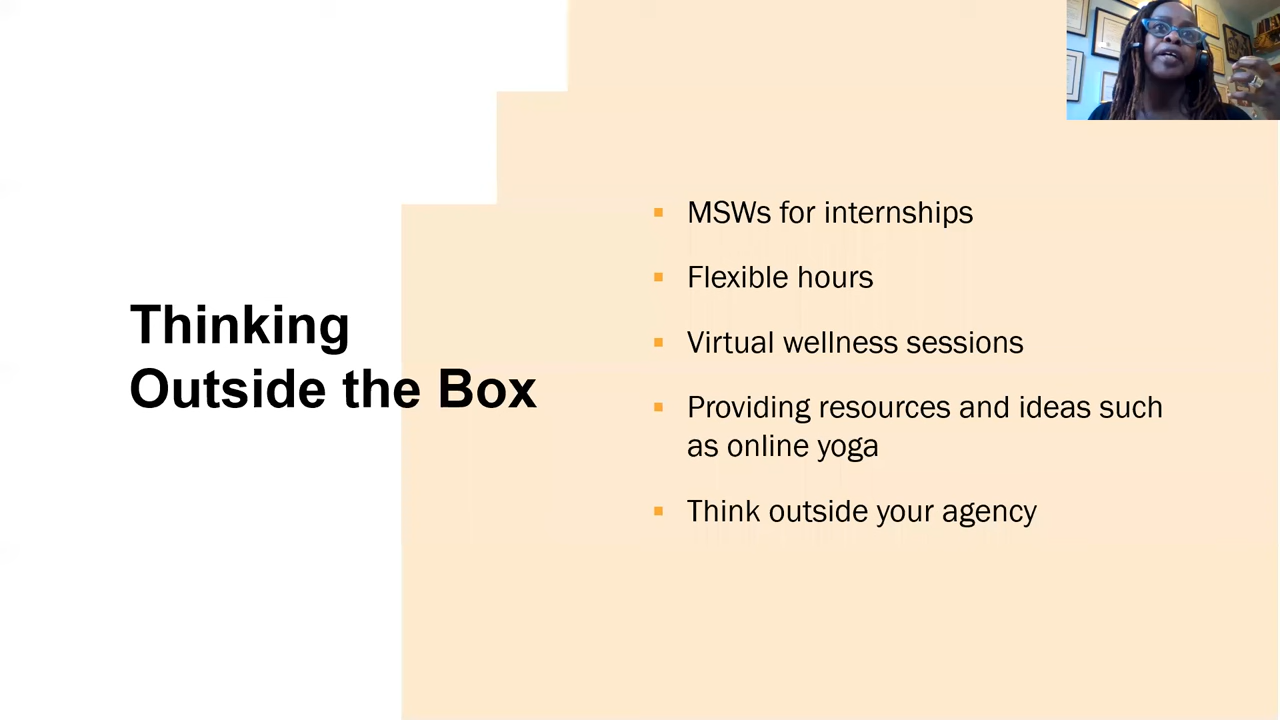 Thinking
Outside the Box
MSWs for internships
Flexible hours
Virtual wellness sessions
Providing resources and ideas such
as online yoga
Think outside your agency